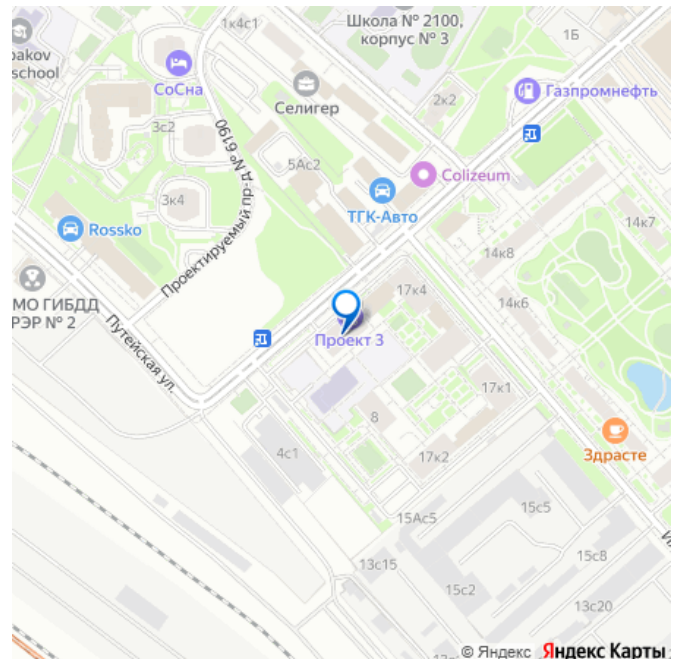 1к4с1
Школа № 2100,
корпус № 3
1Б
pakov
school
СоСна
Селигер
2к2
Газпромнефть
3с2
Проектируемый пр-д № 6190
5Ас2
Colizeum
3к4
ТГК-Авто
Rossko
14к7
14к8
МО ГИБДД
РЭР № 2
17к4
14к6
Путейская ул.
Проект 3
17к1
8
Здрасте
4с1
17к2
15Ас5
15с5
13с15
15с8
15с2
13с20
© Яндекс Яндекс Карты